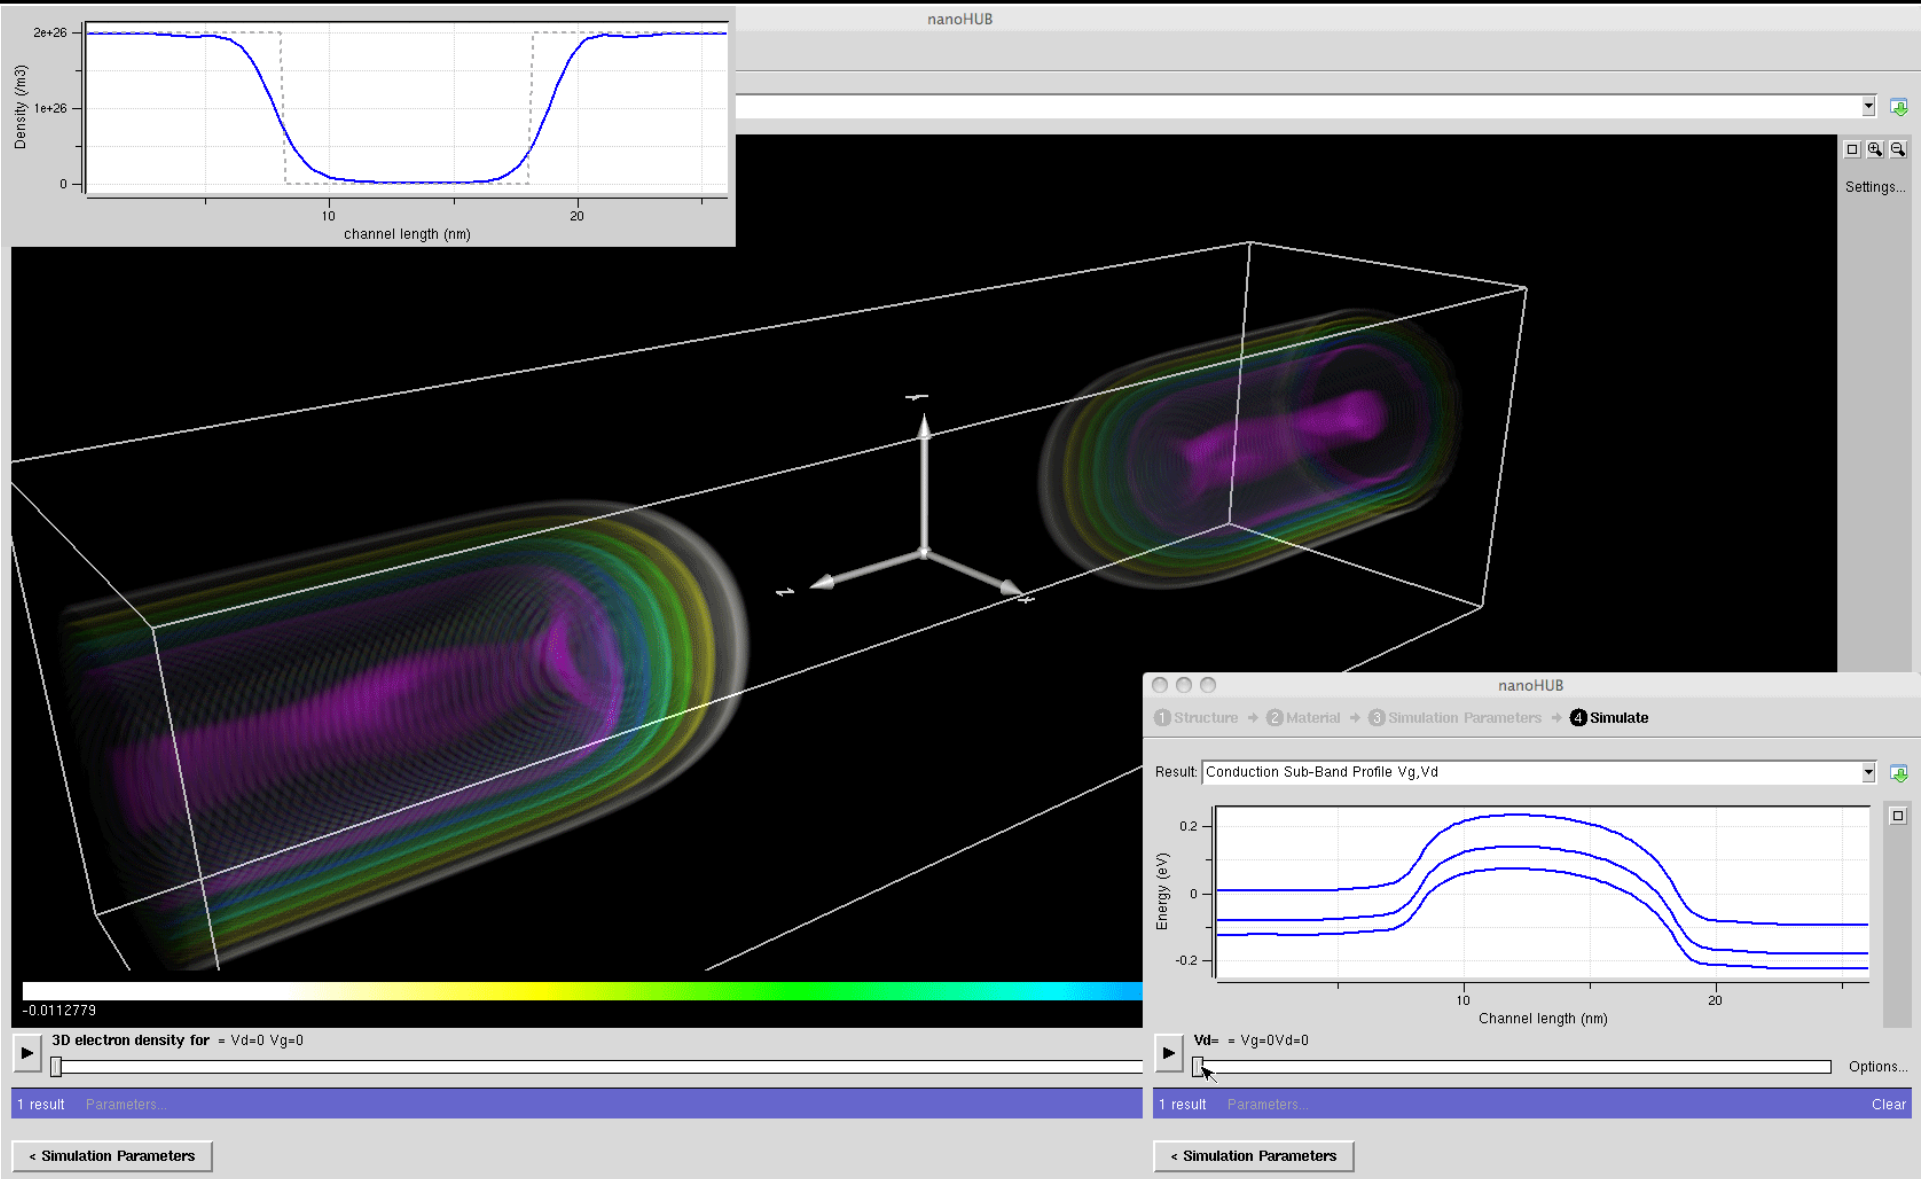 nanoHUB
2e+26
1e+26
0
Density (/m3)
10
20
channel length (nm)
Settings...
-0.0112779
3D electron density for = Vd=0 Vg=0
1 result Parameters...
< Simulation Parameters
nanoHUB
1 Structure → 2 Material → 3 Simulation Parameters → 4 Simulate
Result: Conduction Sub-Band Profile Vg,Vd
0.2
0
-0.2
Energy (eV)
10
20
Channel length (nm)
Vd= = Vg=0Vd=0
Options...
1 result Parameters... Clear
< Simulation Parameters